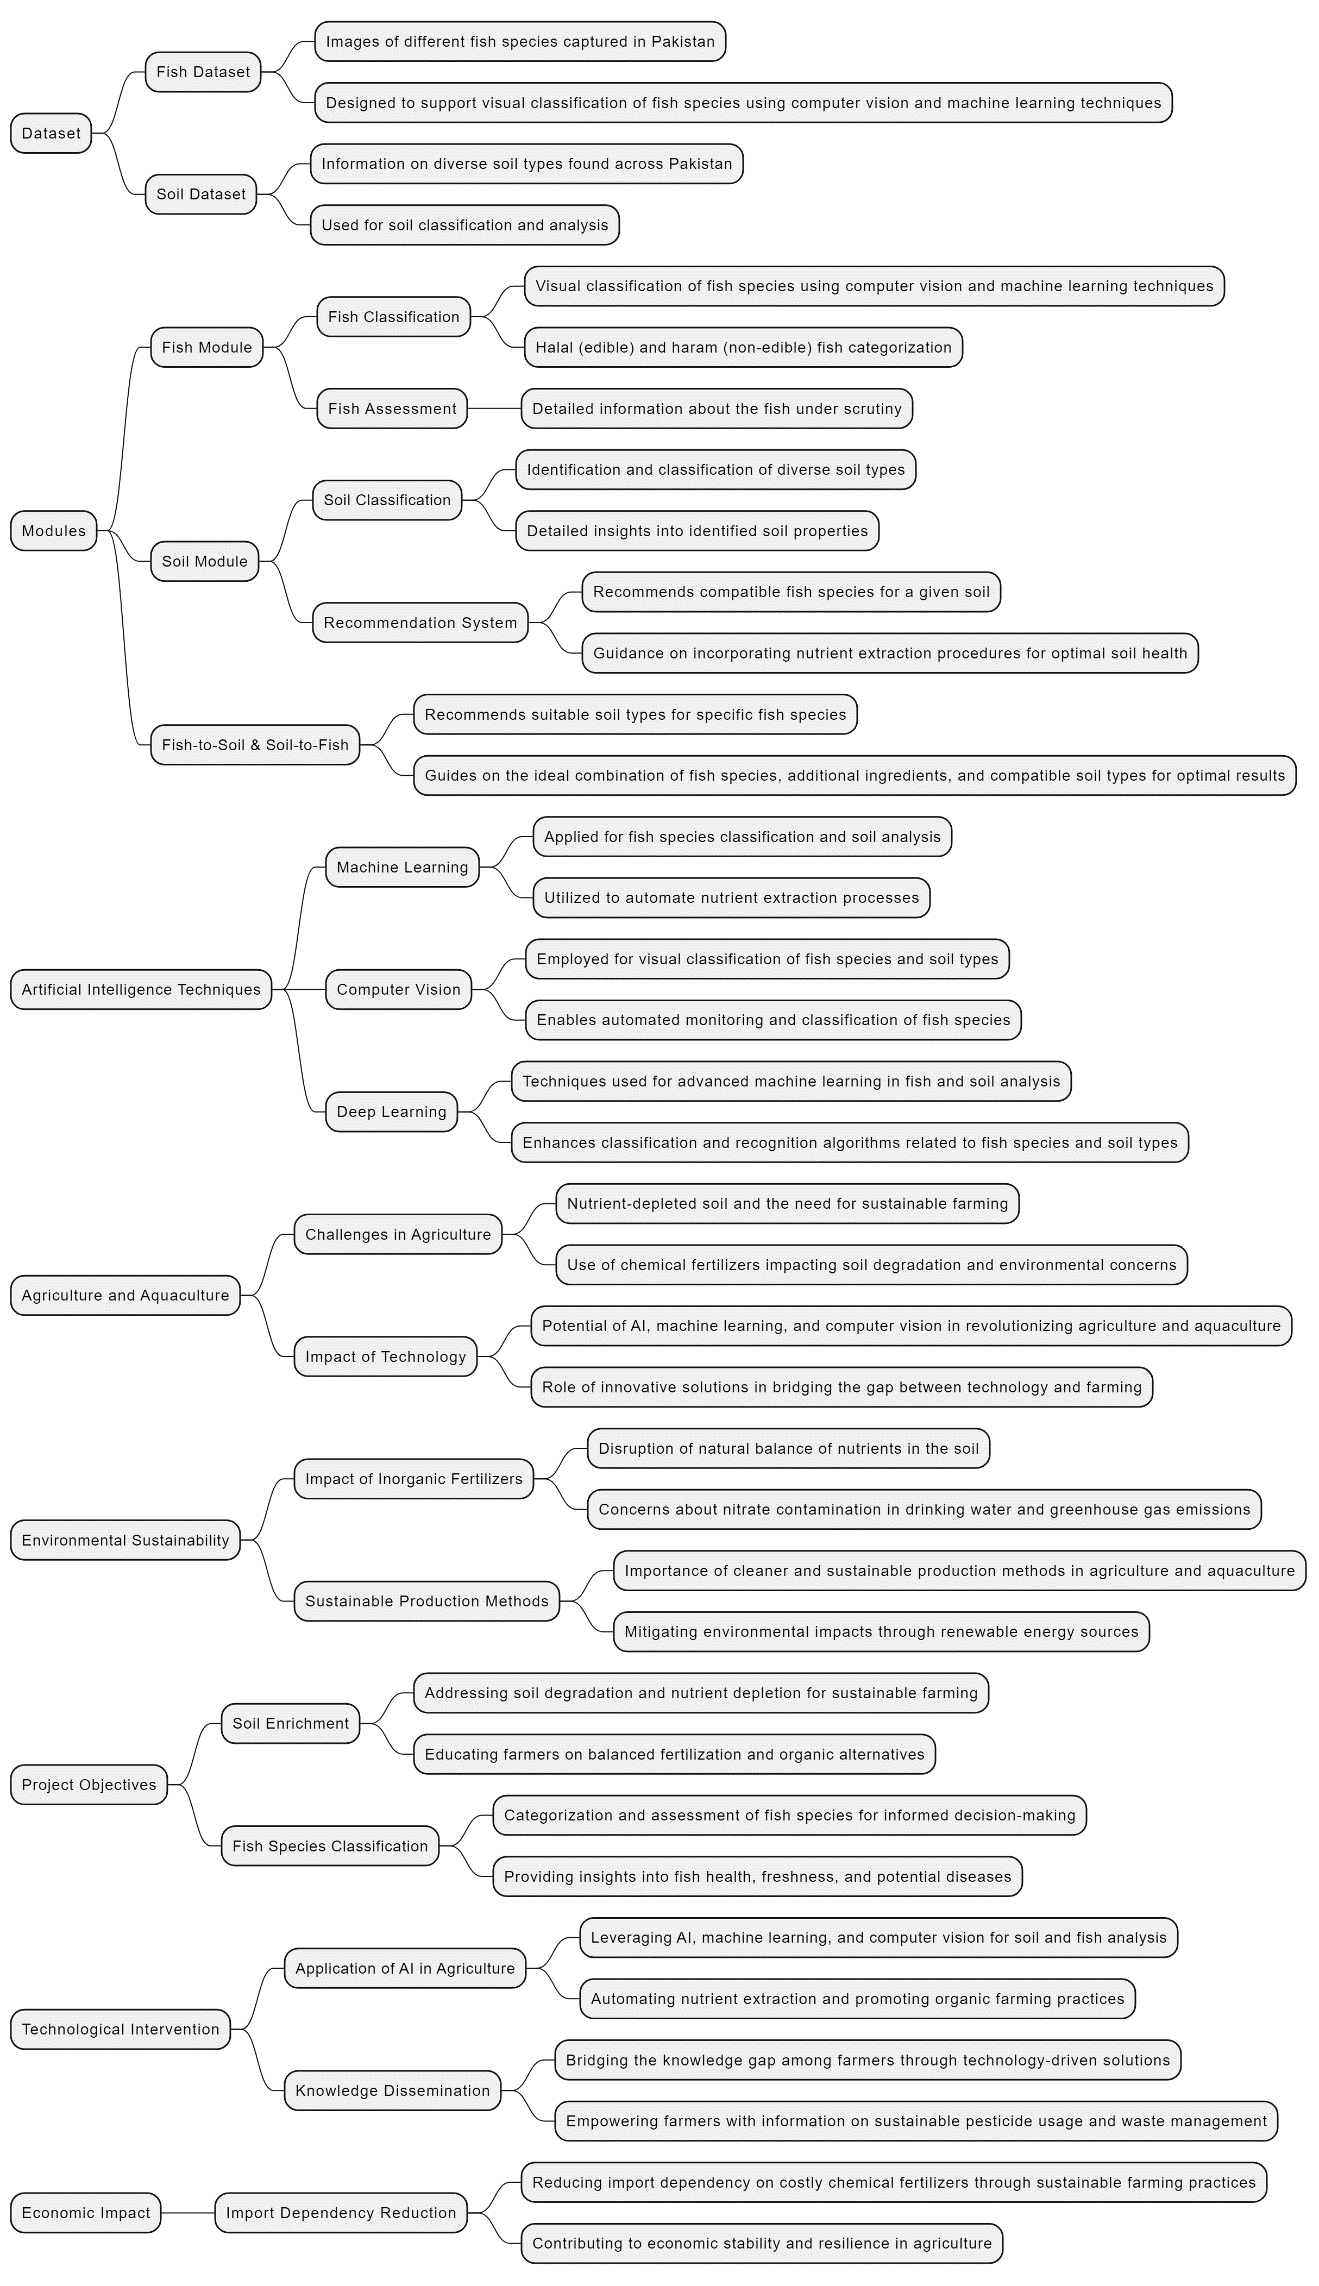 Dataset
Fish Dataset
Images of different fish species captured in Pakistan
Designed to support visual classification of fish species using computer vision and machine learning techniques
Soil Dataset
Information on diverse soil types found across Pakistan
Used for soil classification and analysis
Modules
Fish Module
Fish Classification
Visual classification of fish species using computer vision and machine learning techniques
Halal (edible) and haram (non-edible) fish categorization
Fish Assessment
Detailed information about the fish under scrutiny
Soil Module
Soil Classification
Identification and classification of diverse soil types
Detailed insights into identified soil properties
Recommendation System
Recommends compatible fish species for a given soil
Guidance on incorporating nutrient extraction procedures for optimal soil health
Fish-to-Soil & Soil-to-Fish
Recommends suitable soil types for specific fish species
Guides on the ideal combination of fish species, additional ingredients, and compatible soil types for optimal results
Artificial Intelligence Techniques
Machine Learning
Applied for fish species classification and soil analysis
Utilized to automate nutrient extraction processes
Computer Vision
Employed for visual classification of fish species and soil types
Enables automated monitoring and classification of fish species
Deep Learning
Techniques used for advanced machine learning in fish and soil analysis
Enhances classification and recognition algorithms related to fish species and soil types
Agriculture and Aquaculture
Challenges in Agriculture
Nutrient-depleted soil and the need for sustainable farming
Use of chemical fertilizers impacting soil degradation and environmental concerns
Impact of Technology
Potential of AI, machine learning, and computer vision in revolutionizing agriculture and aquaculture
Role of innovative solutions in bridging the gap between technology and farming
Environmental Sustainability
Impact of Inorganic Fertilizers
Disruption of natural balance of nutrients in the soil
Concerns about nitrate contamination in drinking water and greenhouse gas emissions
Sustainable Production Methods
Importance of cleaner and sustainable production methods in agriculture and aquaculture
Mitigating environmental impacts through renewable energy sources
Project Objectives
Soil Enrichment
Addressing soil degradation and nutrient depletion for sustainable farming
Educating farmers on balanced fertilization and organic alternatives
Fish Species Classification
Categorization and assessment of fish species for informed decision-making
Providing insights into fish health, freshness, and potential diseases
Technological Intervention
Application of AI in Agriculture
Leveraging AI, machine learning, and computer vision for soil and fish analysis
Automating nutrient extraction and promoting organic farming practices
Knowledge Dissemination
Bridging the knowledge gap among farmers through technology-driven solutions
Empowering farmers with information on sustainable pesticide usage and waste management
Economic Impact
Import Dependency Reduction
Reducing import dependency on costly chemical fertilizers through sustainable farming practices
Contributing to economic stability and resilience in agriculture